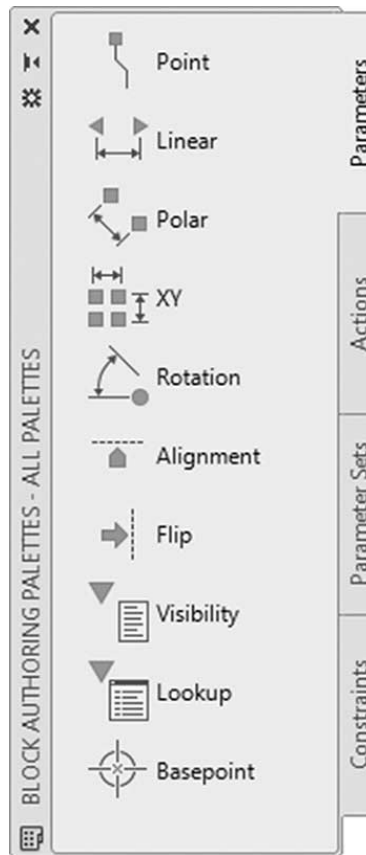 Point
Linear
Polar
XY
Rotation
Alignment
Flip
Visibility
Lookup
Basepoint
Parameters
Actions
Parameter Sets
Constraints
BLOCK AUTHORING PALETTES - ALL PALETTES